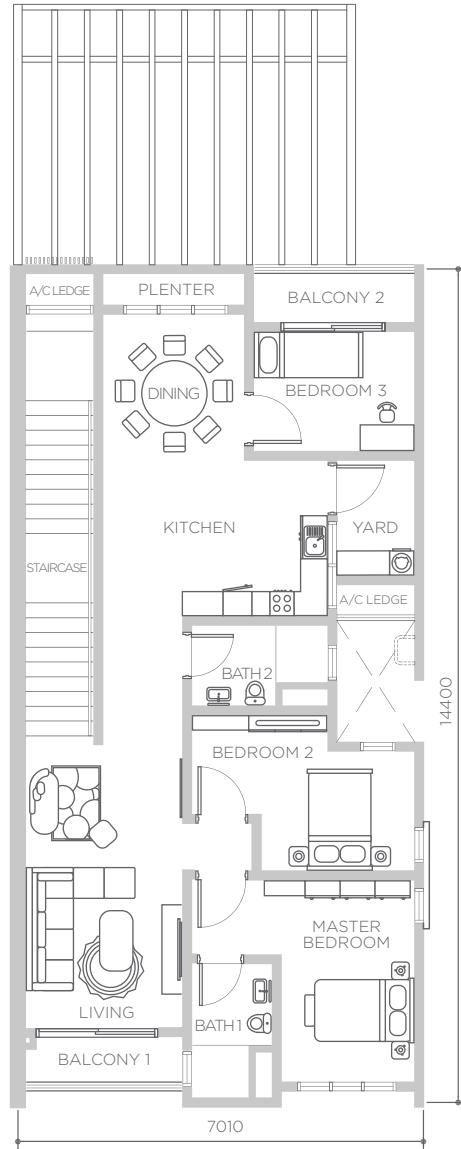 A/C LEDGE
PLENTER
BALCONY 2
DINING
BEDROOM 3
KITCHEN
YARD
STAIRCASE
A/C LEDGE
BATH 2
14400
BEDROOM 2
MASTER
BEDROOM
LIVING
BATH 1
BALCONY 1
7010